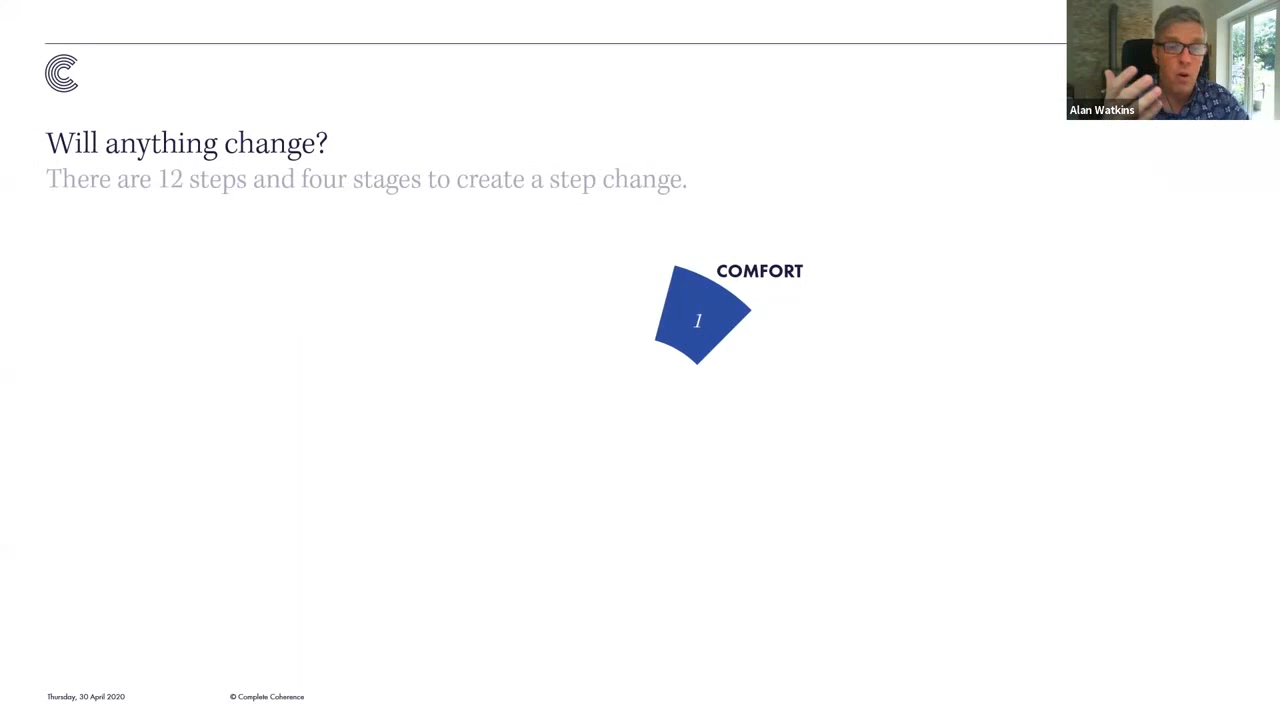 Alan Watkins
Will anything change?
There are 12 steps and four stages to create a step change.
COMFORT
1
Thursday, 30 April 2020
© Complete Coherence